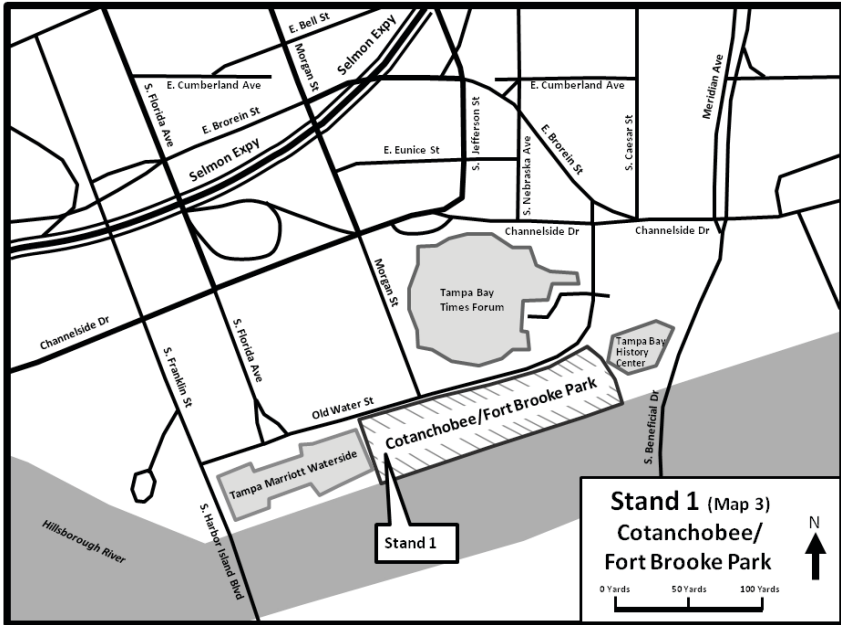 E. Bell St
Morgan St
Selmon Expy
E. Cumberland Ave
E. Cumberland Ave
Meridian Ave
S. Florida Ave
E. Brorein St
Selmon Expy
E. Eunice St
S. Jefferson St
S. Nebraska Ave
E. Brorein St
S. Caesar St
Channelside Dr
Channelside Dr
Morgan St
Tampa Bay
Times Forum
Channelside Dr
S. Florida Ave
S. Franklin St
Tampa Bay
History
Center
Old Water St
Cotanchobee/Fort Brooke Park
S. Beneficial Dr
Tampa Marriott Waterside
S. Harbor Island Blvd
Hillsborough River
Stand 1
Stand 1 (Map 3)
Cotanchobee/
Fort Brooke Park
N
0 Yards
50 Yards
100 Yards